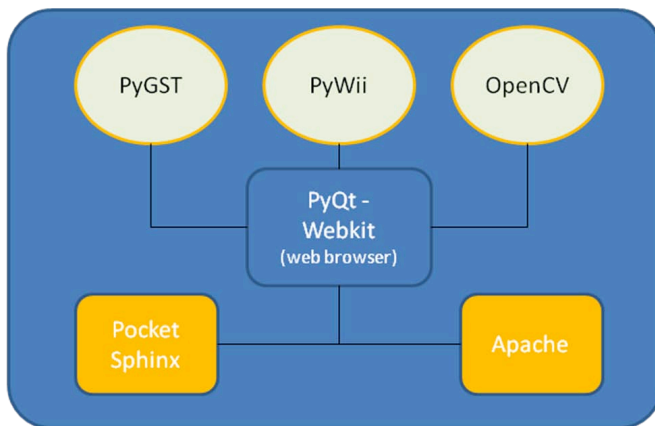 PyGST
PyWii
OpenCV
PyQt -
Webkit
(web browser)
Pocket
Sphinx
Apache